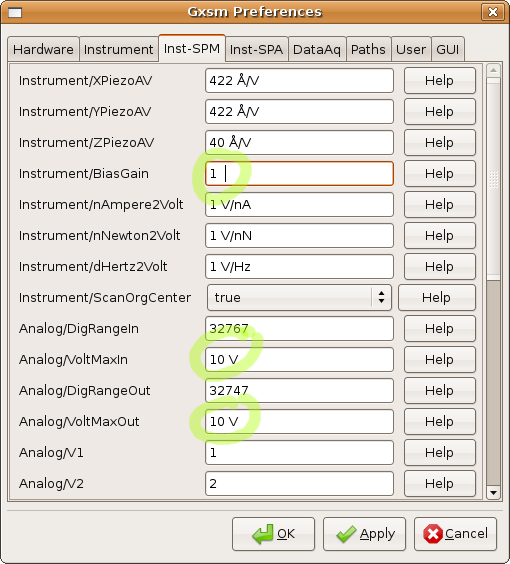 Gxsm Preferences
Hardware Instrument Inst-SPM Inst-SPA DataAq Paths User GUI
Instrument/XPiezoAV 422 Å/V Help
Instrument/YPiezoAV 422 Å/V Help
Instrument/ZPiezoAV 40 Å/V Help
Instrument/BiasGain 1 Help
Instrument/nAmpere2Volt 1 V/nA Help
Instrument/nNewton2Volt 1 V/nN Help
Instrument/dHertz2Volt 1 V/Hz Help
Instrument/ScanOrgCenter true Help
Analog/DigRangeIn 32767 Help
Analog/VoltMaxIn 10 V Help
Analog/DigRangeOut 32747 Help
Analog/VoltMaxOut 10 V Help
Analog/V1 1 Help
Analog/V2 2 Help
OK Apply Cancel